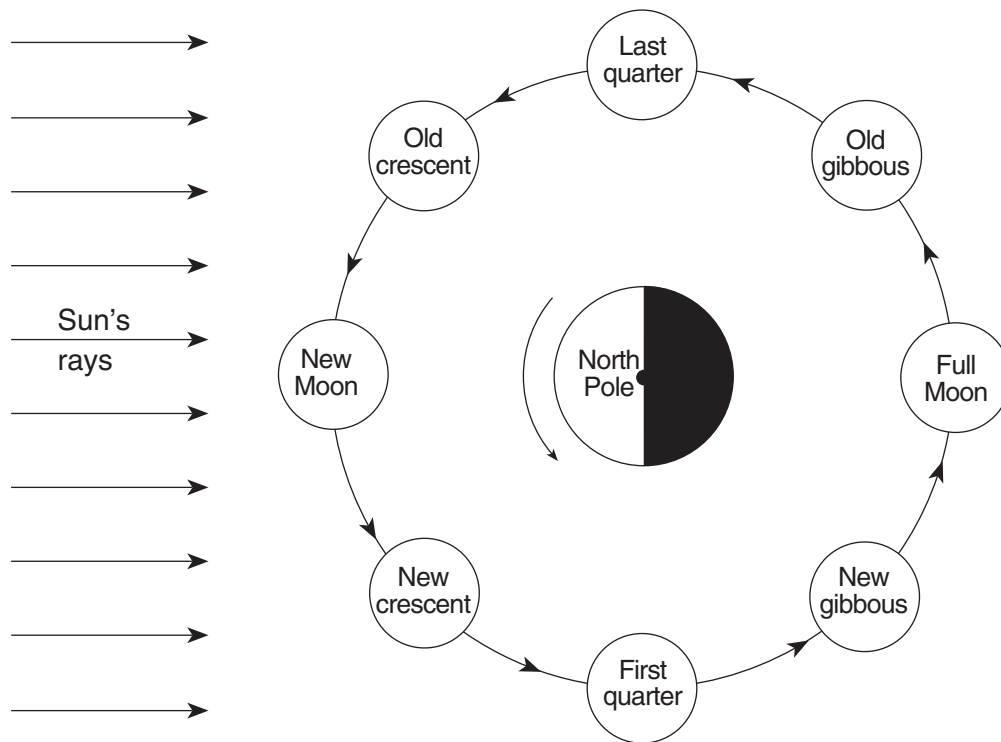 Last
quarter
Old
crescent
Old
gibbous
Sun's
rays
New
Moon
North
Pole
Full
Moon
New
crescent
New
gibbous
First
quarter